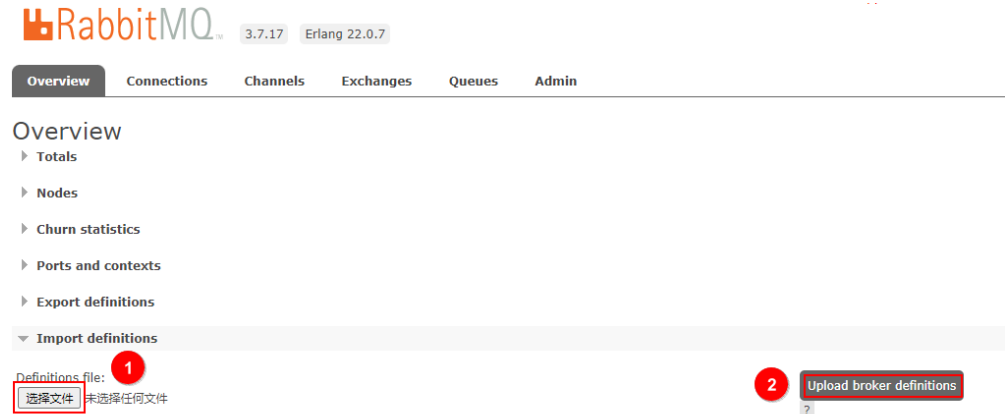 RabbitMQ™ 3.7.17 Erlang 22.0.7
Overview Connections Channels Exchanges Queues Admin
Overview
Totals
Nodes
Churn statistics
Ports and contexts
Export definitions
Import definitions
Definitions file: 1
选择文件 未选择任何文件
2 Upload broker definitions
?